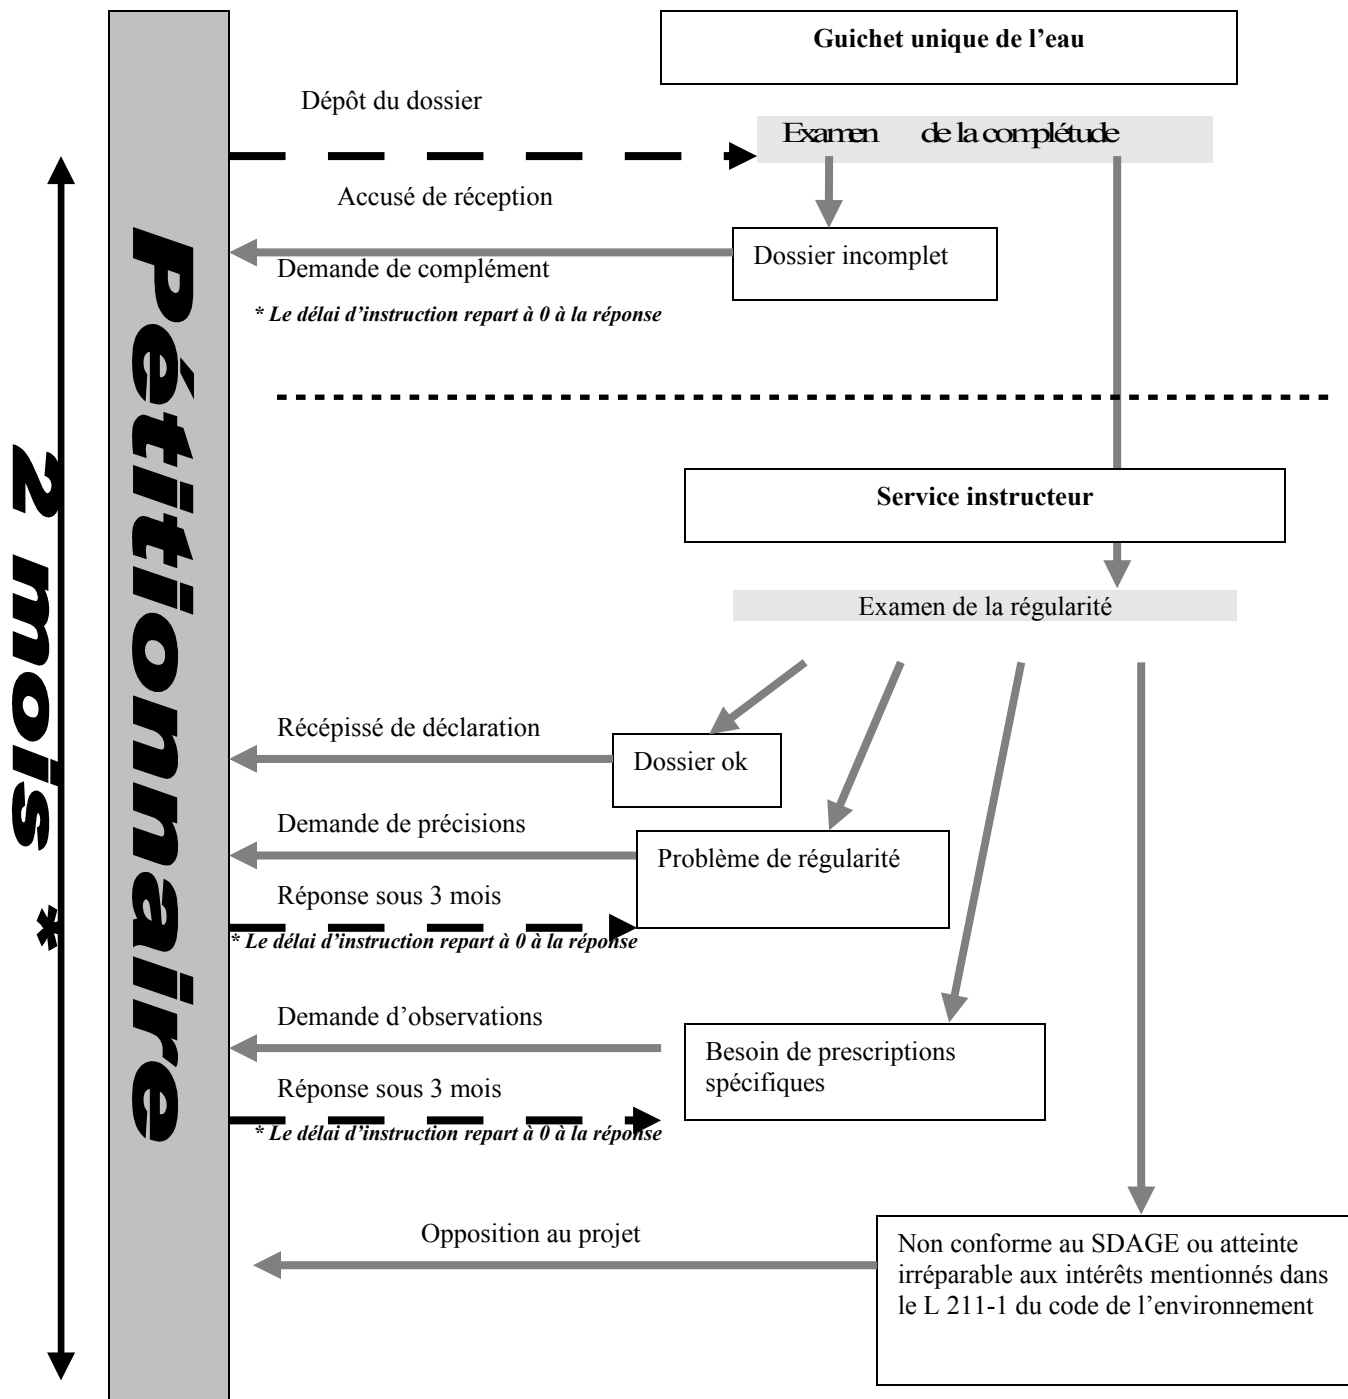 Guichet unique de l’eau
Dépôt du dossier
Examen de la complétude
Accusé de réception
Dossier incomplet
Demande de complément
* Le délai d’instruction repart à 0 à la réponse
Pétitionnaire
2 mois *
Service instructeur
Examen de la régularité
Récépissé de déclaration
Dossier ok
Demande de précisions
Problème de régularité
Réponse sous 3 mois
* Le délai d’instruction repart à 0 à la réponse
Demande d’observations
Besoin de prescriptions
spécifiques
Réponse sous 3 mois
* Le délai d’instruction repart à 0 à la réponse
Opposition au projet
Non conforme au SDAGE ou atteinte
irréparable aux intérêts mentionnés dans
le L 211-1 du code de l’environnement